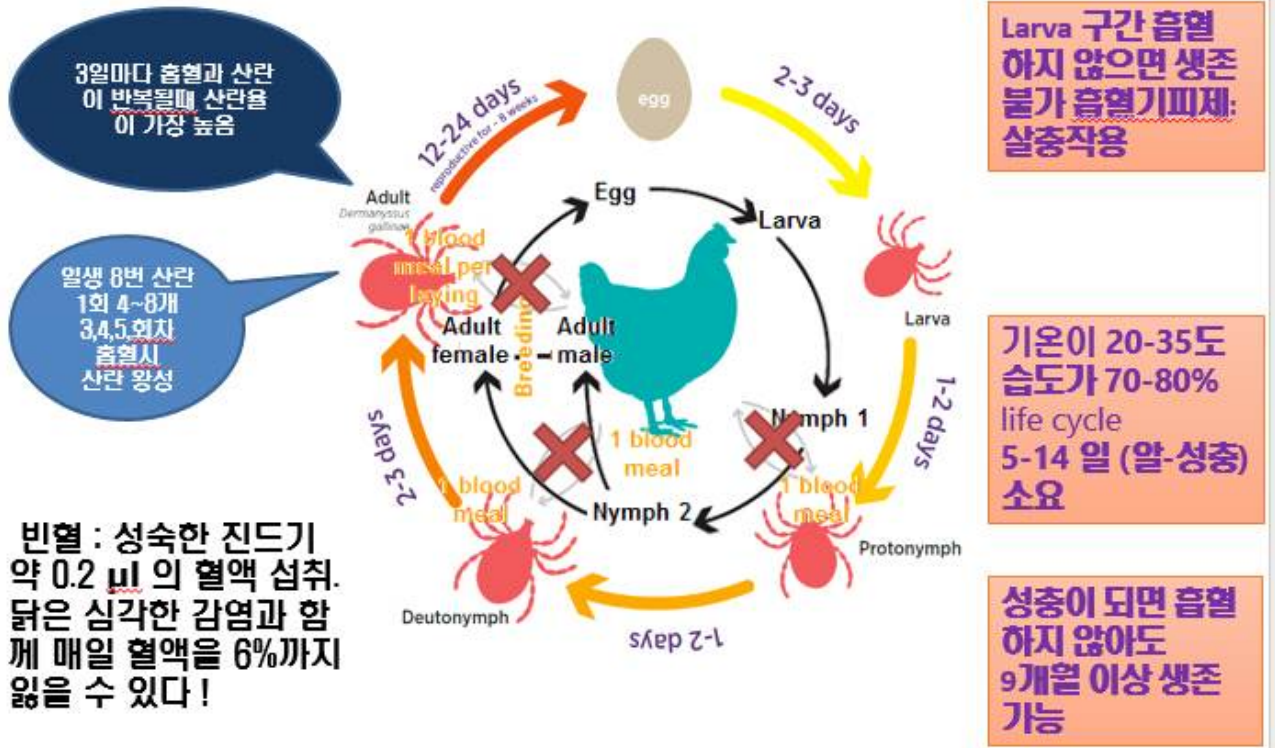 3일마다 흡혈과 산란
이 반복될때 산란율
이 가장 높음
일생 8번 산란
1회 4~8개
3,4,5,회차
흡혈시
산란 왕성
빈혈 : 성숙한 진드기
약 0.2 µl 의 혈액 섭취.
닭은 심각한 감염과 함
께 매일 혈액을 6%까지
잃을 수 있다 !
12-24 days
reproductive for ~ 8 weeks
egg
2-3 days
Adult
Dermanyssus
gallinae
Egg
Larva
1 blood
meal per
laying
Larva
Adult
female
Breeding
Adult
male
1-2 days
Nymph 1
2-3 days
1 blood
meal
1 blood
meal
1 blood
meal
Nymph 2
Protonymph
Deutonymph
1-2 days
Larva 구간 흡혈
하지 않으면 생존
불가 흡혈기피제:
살충작용
기온이 20-35도
습도가 70-80%
life cycle
5-14 일 (알-성충)
소요
성충이 되면 흡혈
하지 않아도
9개월 이상 생존
가능